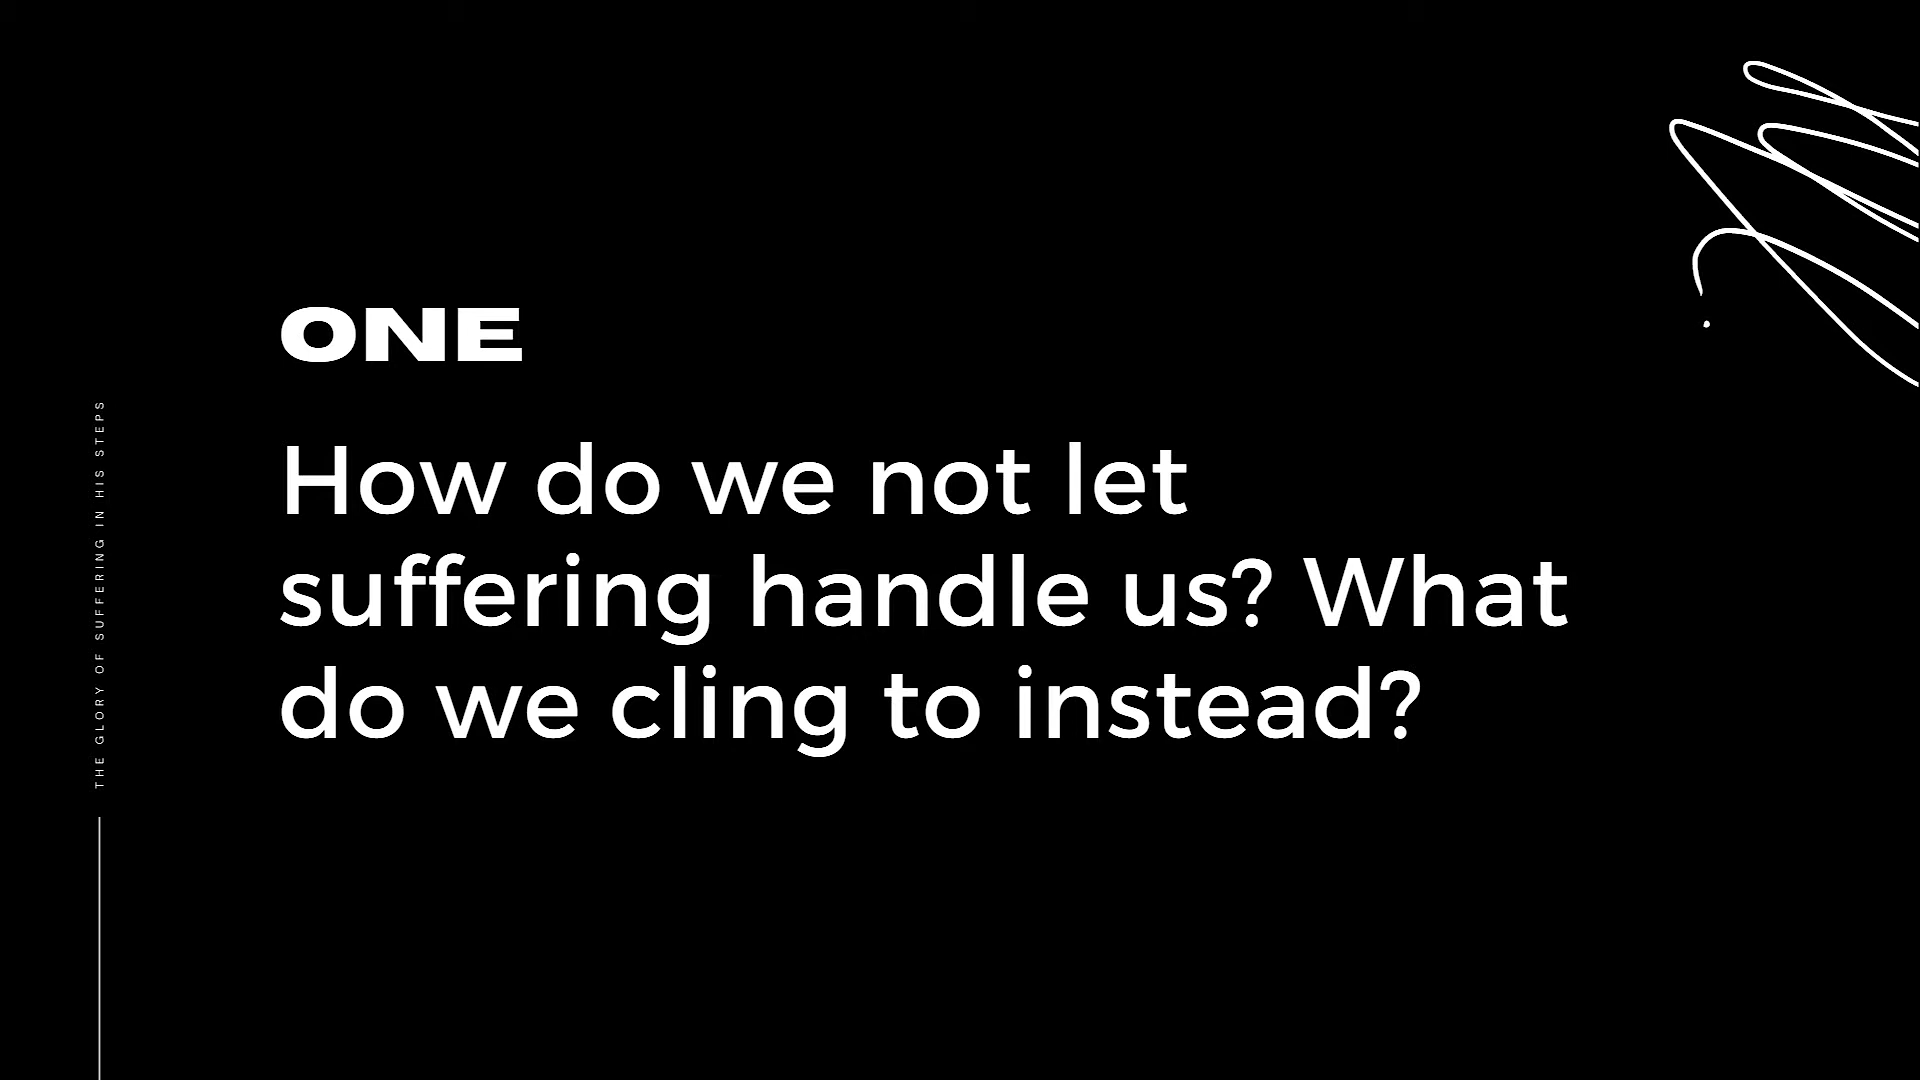 ONE
How do we not let
suffering handle us? What
do we cling to instead?
THE GLORY OF SUFFERING IN HIS STEPS